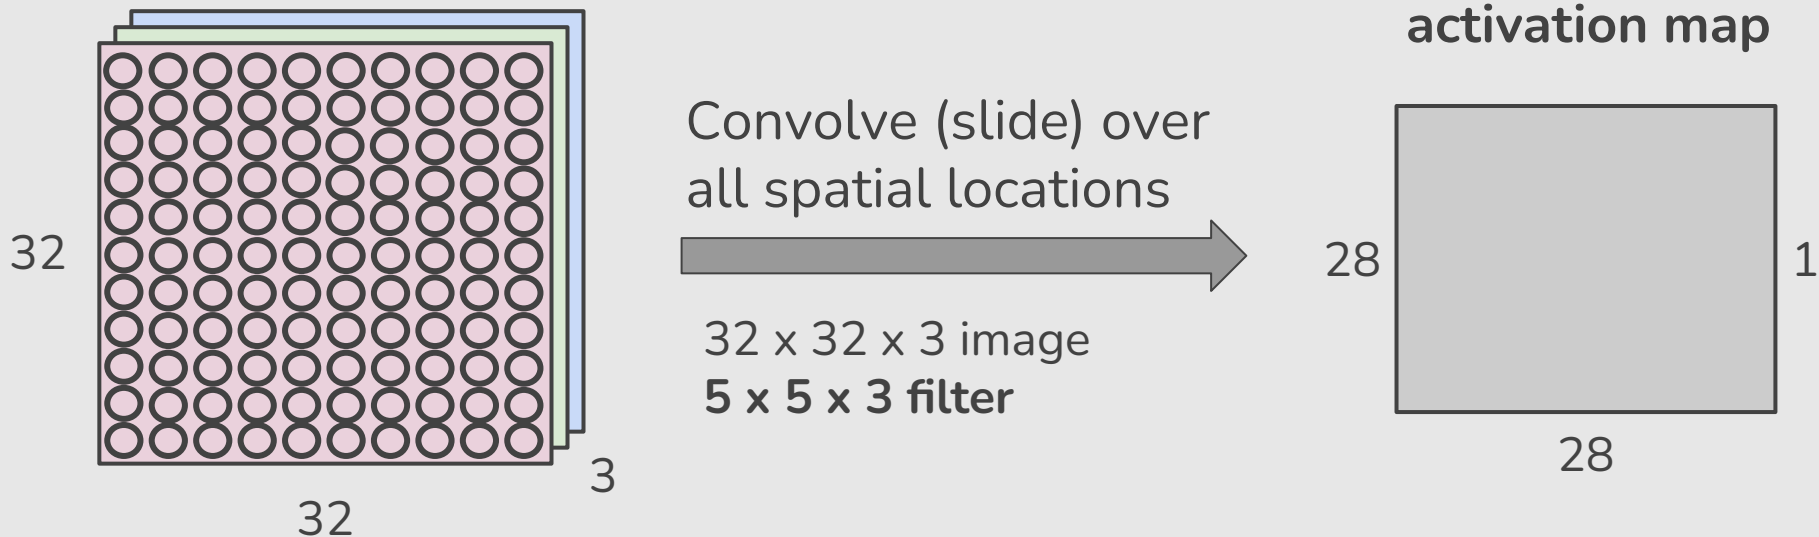 32
32
3
Convolve (slide) over
all spatial locations
32 x 32 x 3 image
5 x 5 x 3 filter
activation map
28
1
28